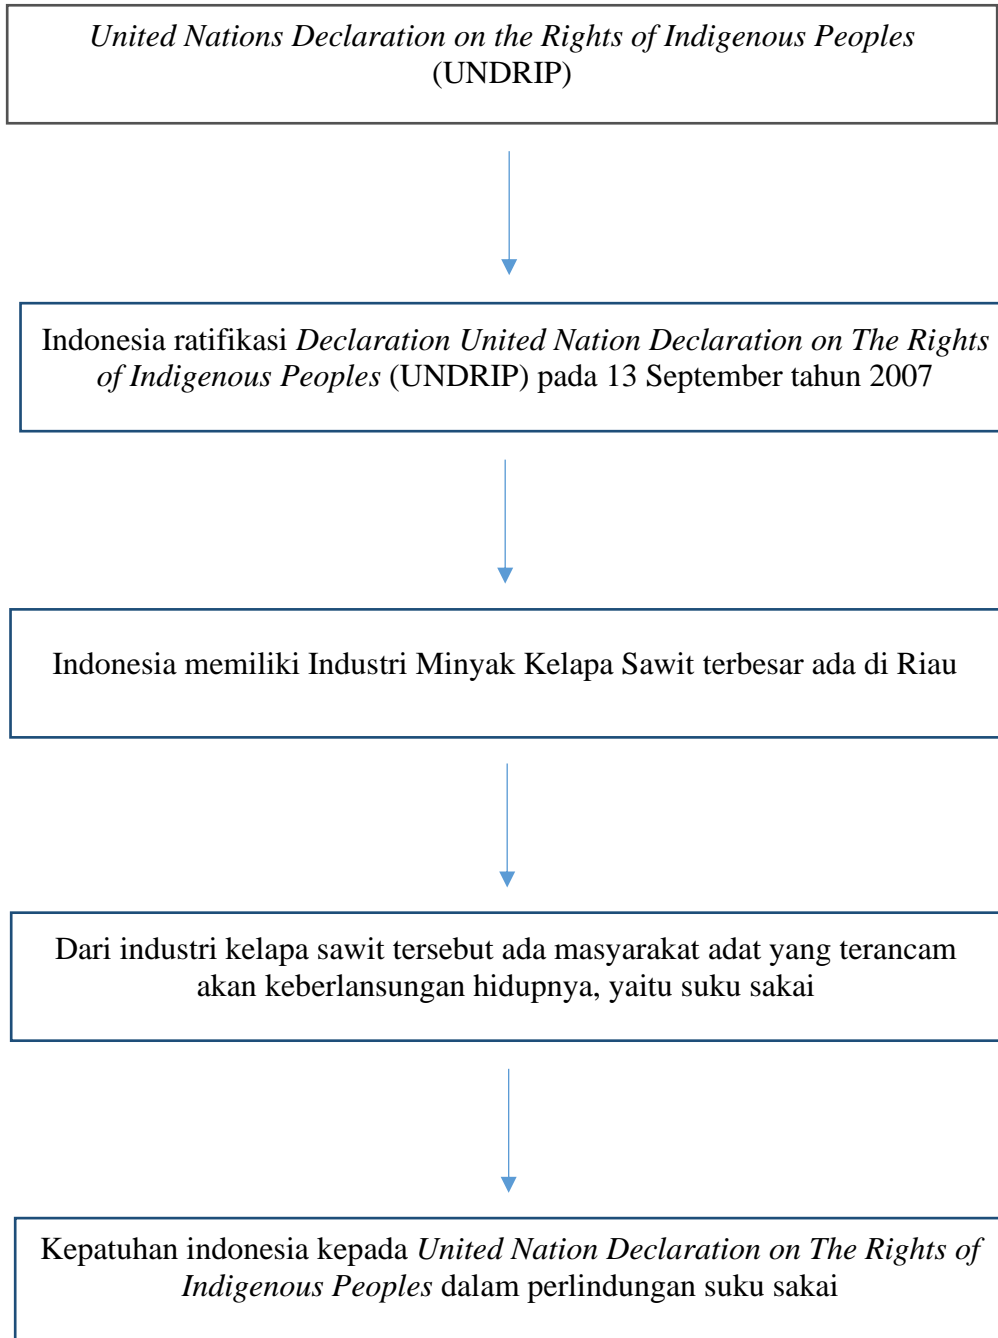 United Nations Declaration on the Rights of Indigenous Peoples
(UNDRIP)
Indonesia ratifikasi Declaration United Nation Declaration on The Rights
of Indigenous Peoples (UNDRIP) pada 13 September tahun 2007
Indonesia memiliki Industri Minyak Kelapa Sawit terbesar ada di Riau
Dari industri kelapa sawit tersebut ada masyarakat adat yang terancam
akan keberlansungan hidupnya, yaitu suku sakai
Kepatuhan indonesia kepada United Nation Declaration on The Rights of
Indigenous Peoples dalam perlindungan suku sakai